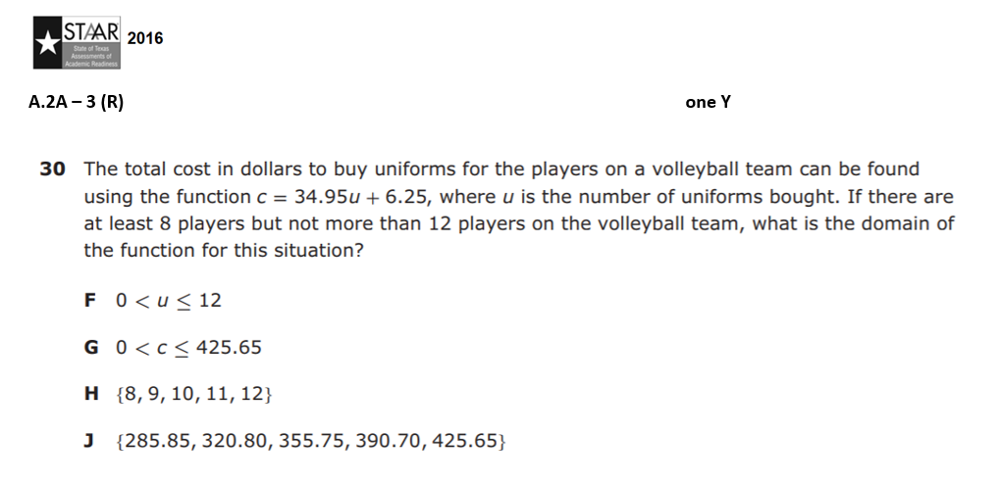 STAAR
State of Texas
Assessments of
Academic Readiness
2016
A.2A – 3 (R)
one Y
30 The total cost in dollars to buy uniforms for the players on a volleyball team can be found
using the function c = 34.95u + 6.25, where u is the number of uniforms bought. If there are
at least 8 players but not more than 12 players on the volleyball team, what is the domain of
the function for this situation?
F 0 < u ≤ 12
G 0 < c ≤ 425.65
H {8, 9, 10, 11, 12}
J {285.85, 320.80, 355.75, 390.70, 425.65}